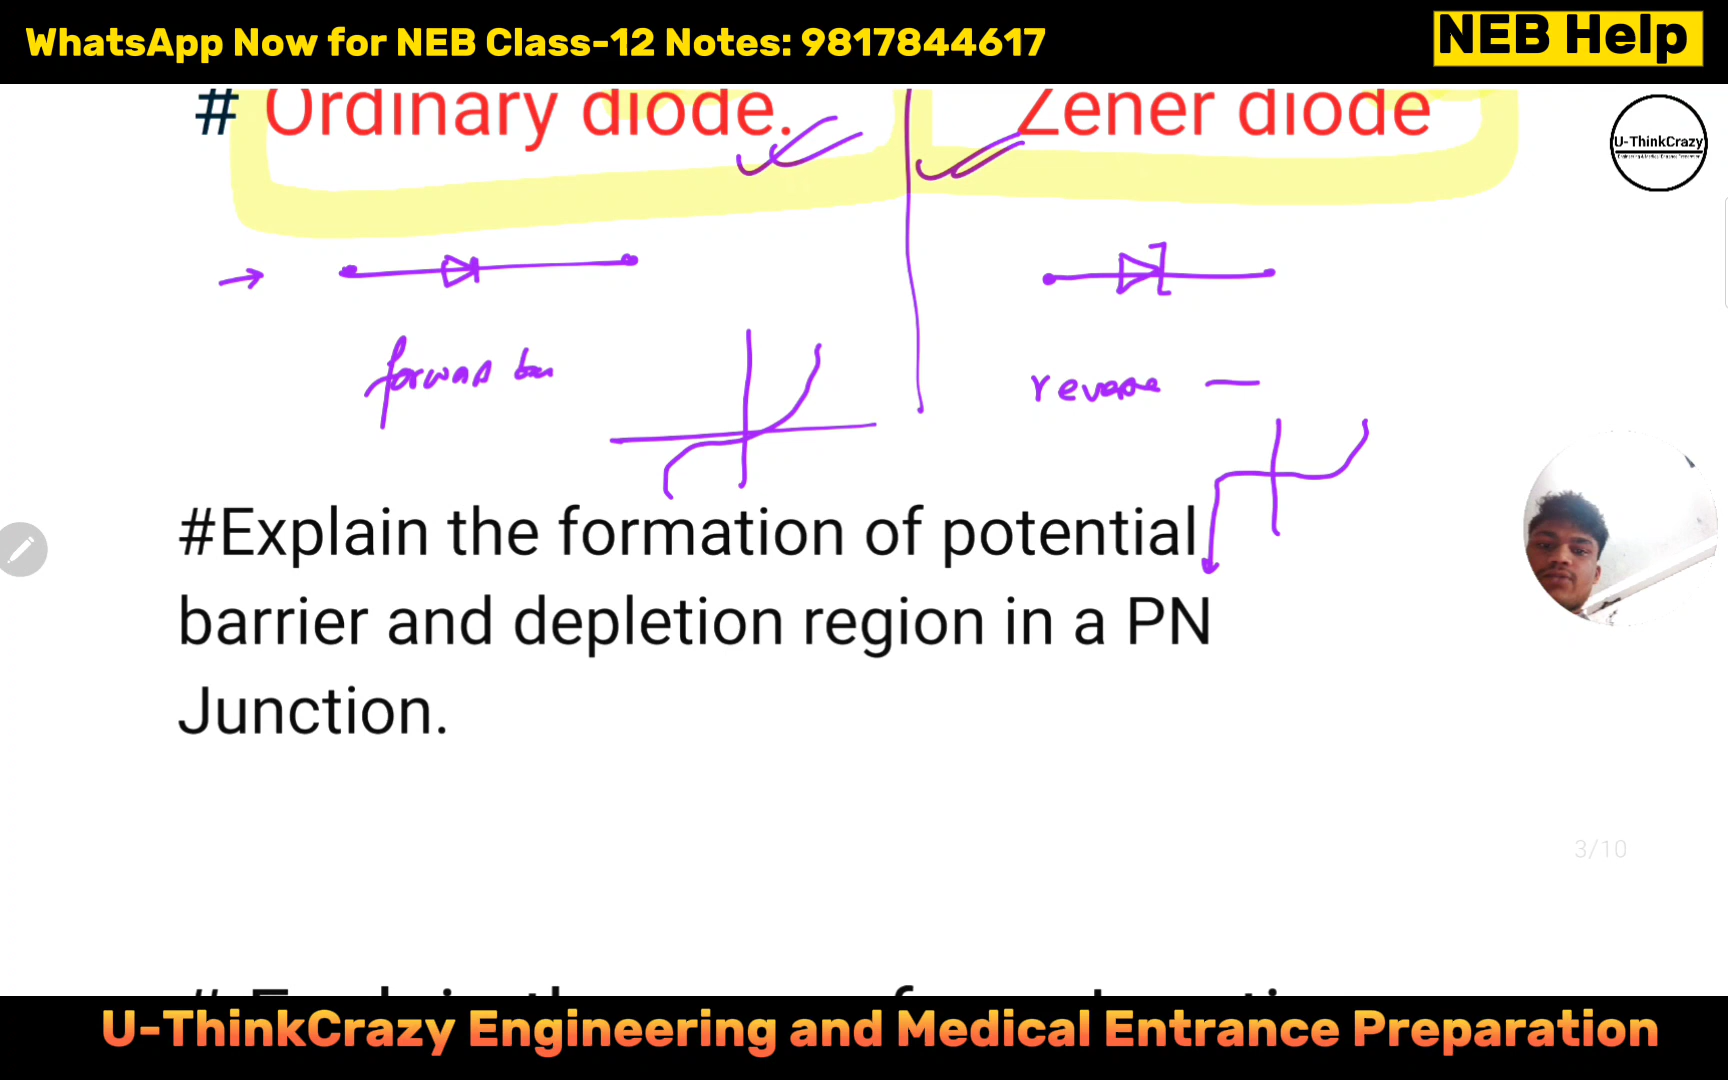 WhatsApp Now for NEB Class-12 Notes: 9817844617
NEB Help
# Ordinary diode.
Zener diode
U-ThinkCrazy
forward
reverse
#Explain the formation of potential
barrier and depletion region in a PN
Junction.
3/10
U-ThinkCrazy Engineering and Medical Entrance Preparation